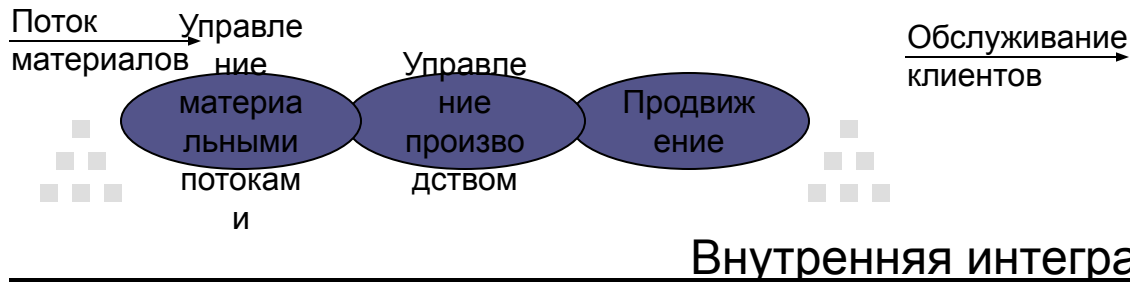 Поток
материалов
Управле
ние
материа
льными
потокам
и
Управле
ние
произво
дством
Продвиж
ение
Обслуживание
клиентов
Внутренняя интегра